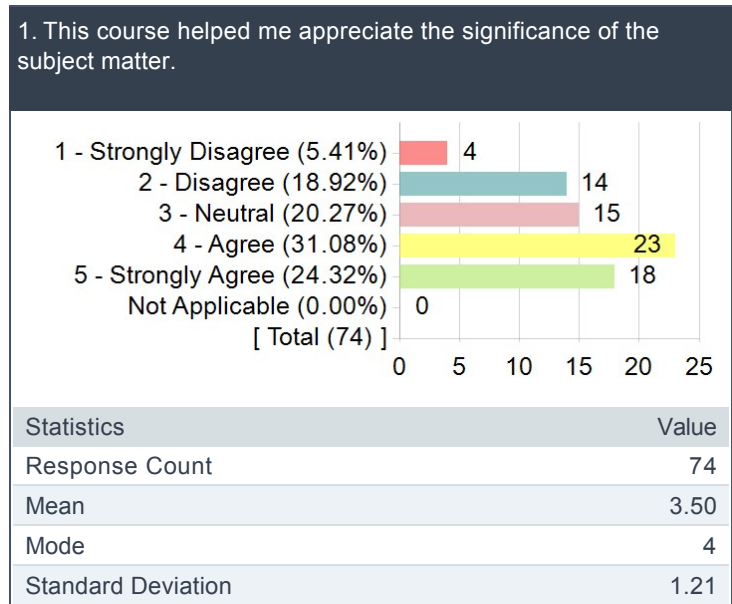 1. This course helped me appreciate the significance of the
subject matter.
1 - Strongly Disagree (5.41%) 4
2 - Disagree (18.92%) 14
3 - Neutral (20.27%) 15
4 - Agree (31.08%) 23
5 - Strongly Agree (24.32%) 18
Not Applicable (0.00%) 0
[ Total (74) ]
0 5 10 15 20 25
Statistics Value
Response Count 74
Mean 3.50
Mode 4
Standard Deviation 1.21